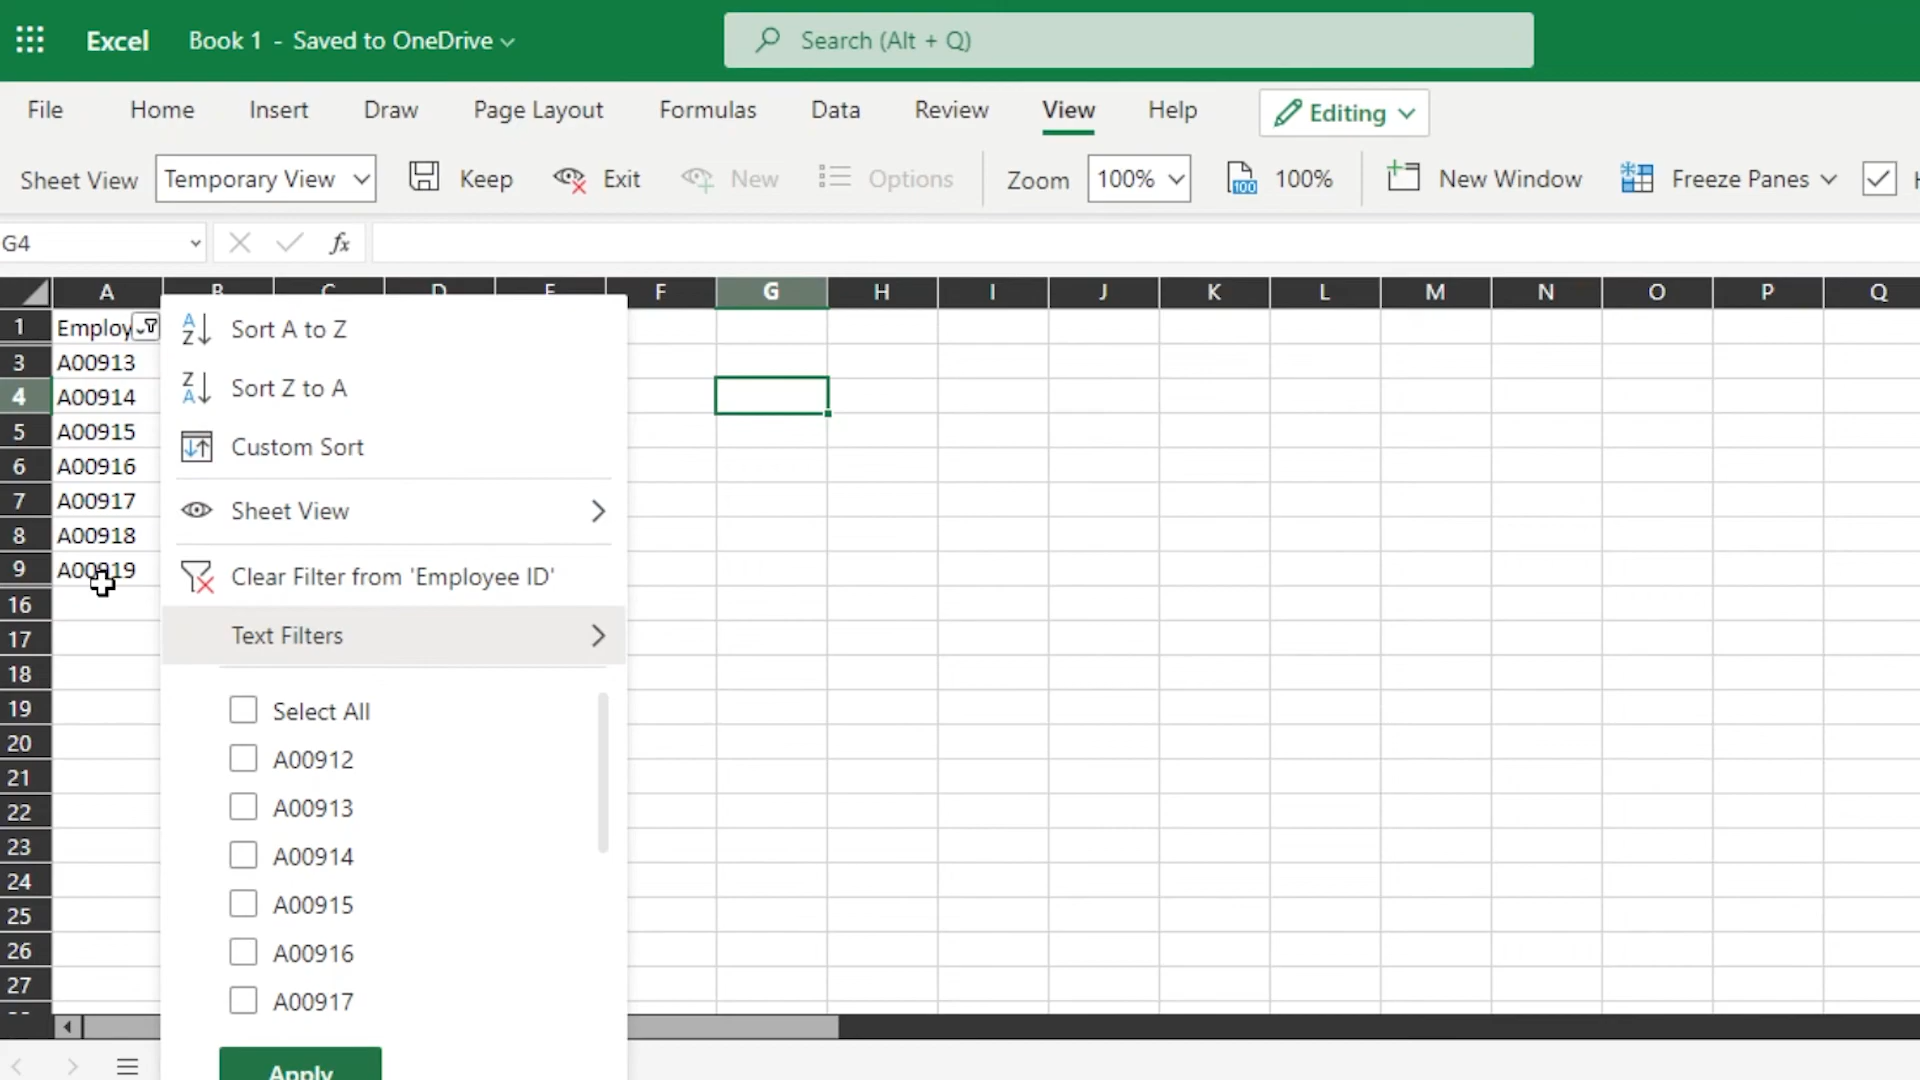 Excel Book 1 - Saved to OneDrive Search (Alt + Q)
File Home Insert Draw Page Layout Formulas Data Review View Help Editing
Sheet View Temporary View Keep Exit New Options Zoom 100% 100% New Window Freeze Panes
G4 fx
A B C D E F G H I J K L M N O P Q
1 Employ
3 A00913
4 A00914
5 A00915
6 A00916
7 A00917
8 A00918
9 A00919
16
17
18
19
20
21
22
23
24
25
26
27
Sort A to Z
Sort Z to A
Custom Sort
Sheet View
Clear Filter from 'Employee ID'
Text Filters
Select All
A00912
A00913
A00914
A00915
A00916
A00917
Apply